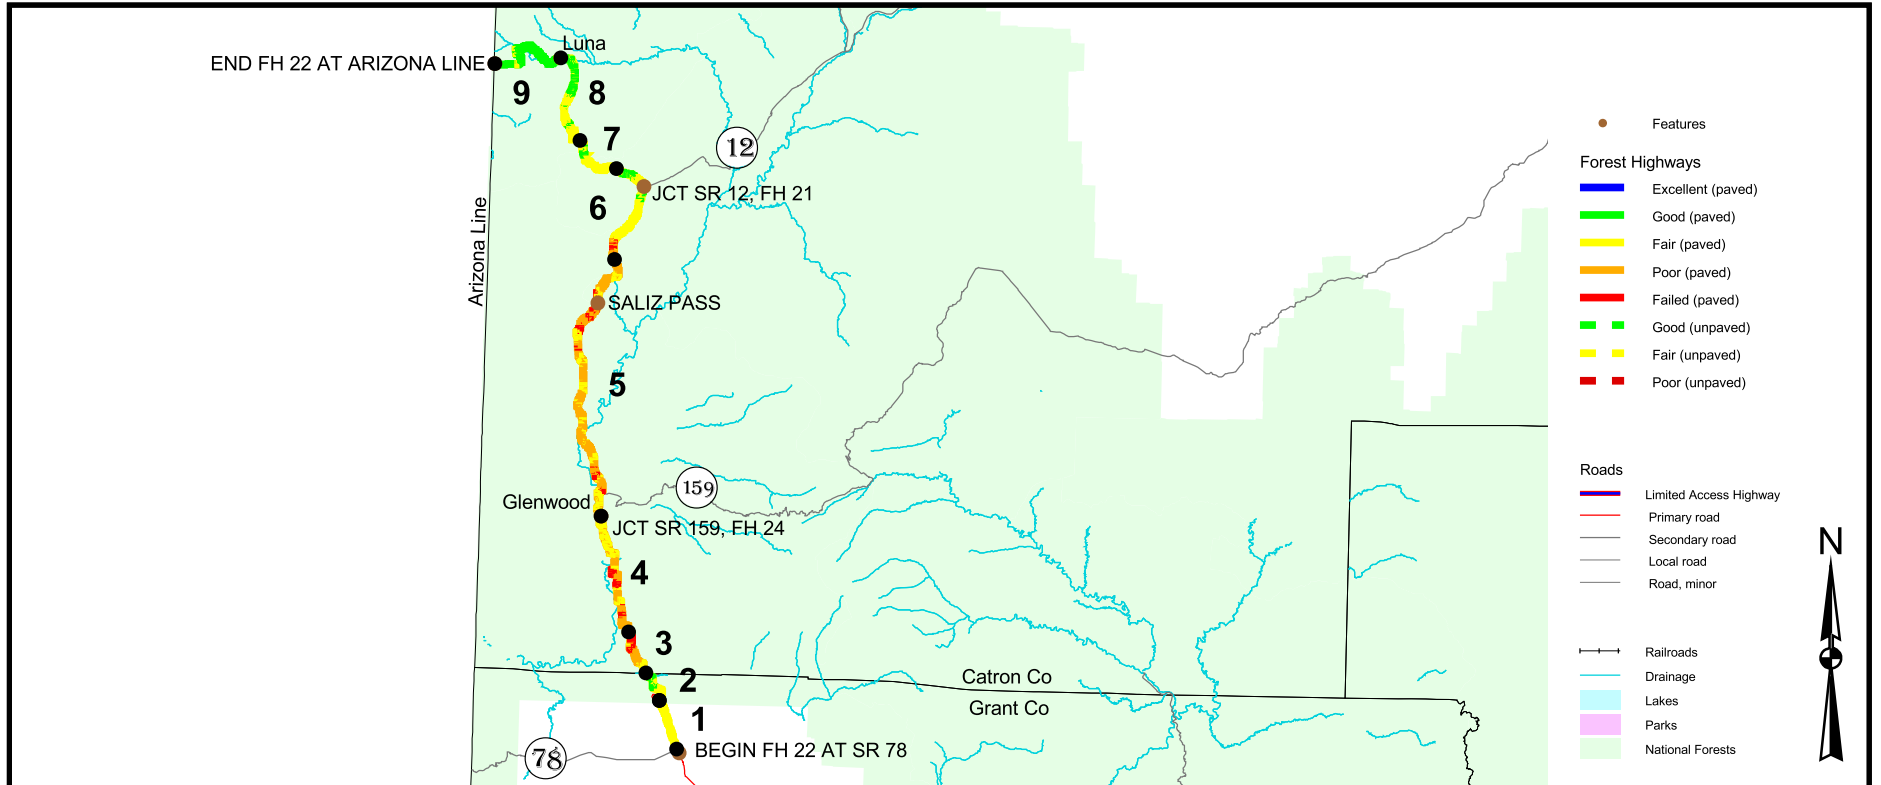 Luna
END FH 22 AT ARIZONA LINE
9
8
7
12
JCT SR 12, FH 21
6
Arizona Line
SALIZ PASS
5
159
Glenwood
JCT SR 159, FH 24
4
3
Catron Co
2
Grant Co
1
BEGIN FH 22 AT SR 78
78
Features
Forest Highways
Excellent (paved)
Good (paved)
Fair (paved)
Poor (paved)
Failed (paved)
Good (unpaved)
Fair (unpaved)
Poor (unpaved)
Roads
Limited Access Highway
Primary road
Secondary road
Local road
Road, minor
N
Railroads
Drainage
Lakes
Parks
National Forests